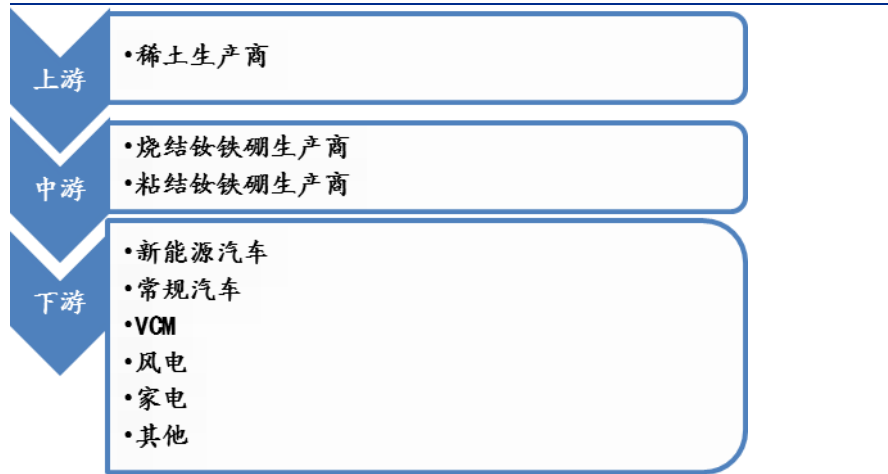 上游
•稀土生产商
中游
•烧结钕铁硼生产商
•粘结钕铁硼生产商
下游
•新能源汽车
•常规汽车
•VCM
•风电
•家电
•其他